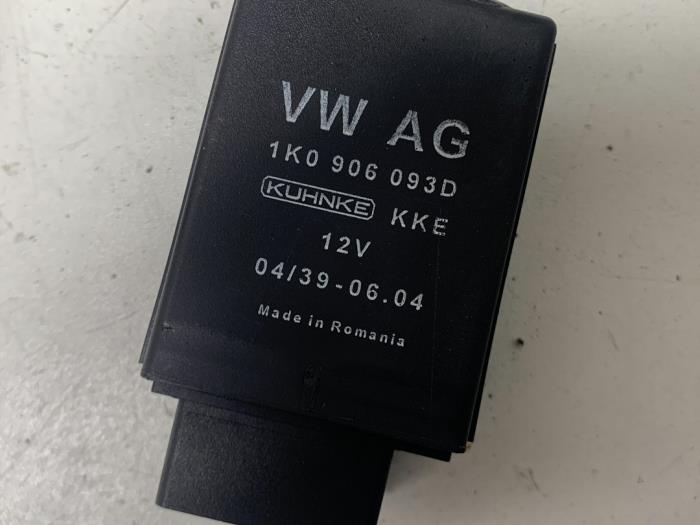 VW AG
1K0 906 093D
KUHNKE KKE
12V
04/39-06.04
Made in Romania